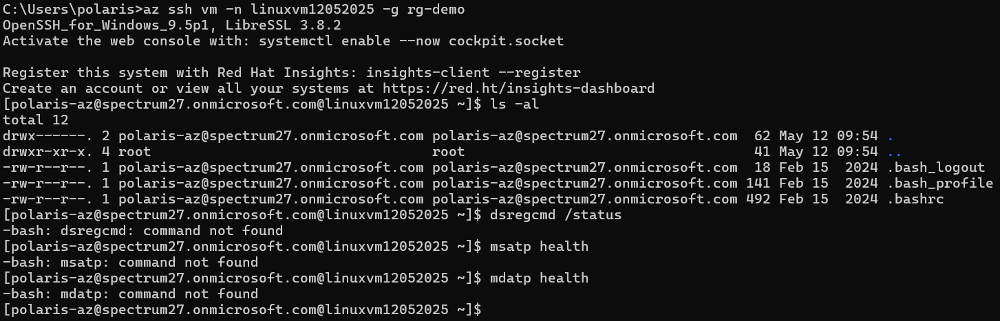 C:\Users\polaris>az ssh vm -n linuxvm12052025 -g rg-demo
OpenSSH_for_Windows_9.5p1, LibreSSL 3.8.2
Activate the web console with: systemctl enable --now cockpit.socket

Register this system with Red Hat Insights: insights-client --register
Create an account or view all your systems at https://red.ht/insights-dashboard
[polaris-az@spectrum27.onmicrosoft.com@linuxvm12052025 ~]$ ls -al
total 12
drwx------. 2 polaris-az@spectrum27.onmicrosoft.com polaris-az@spectrum27.onmicrosoft.com  62 May 12 09:54 .
drwxr-xr-x. 4 root                                  root                                   41 May 12 09:54 ..
-rw-r--r--. 1 polaris-az@spectrum27.onmicrosoft.com polaris-az@spectrum27.onmicrosoft.com  18 Feb 15  2024 .bash_logout
-rw-r--r--. 1 polaris-az@spectrum27.onmicrosoft.com polaris-az@spectrum27.onmicrosoft.com 141 Feb 15  2024 .bash_profile
-rw-r--r--. 1 polaris-az@spectrum27.onmicrosoft.com polaris-az@spectrum27.onmicrosoft.com 492 Feb 15  2024 .bashrc
[polaris-az@spectrum27.onmicrosoft.com@linuxvm12052025 ~]$ dsregcmd /status
-bash: dsregcmd: command not found
[polaris-az@spectrum27.onmicrosoft.com@linuxvm12052025 ~]$ msatp health
-bash: msatp: command not found
[polaris-az@spectrum27.onmicrosoft.com@linuxvm12052025 ~]$ mdatp health
-bash: mdatp: command not found
[polaris-az@spectrum27.onmicrosoft.com@linuxvm12052025 ~]$